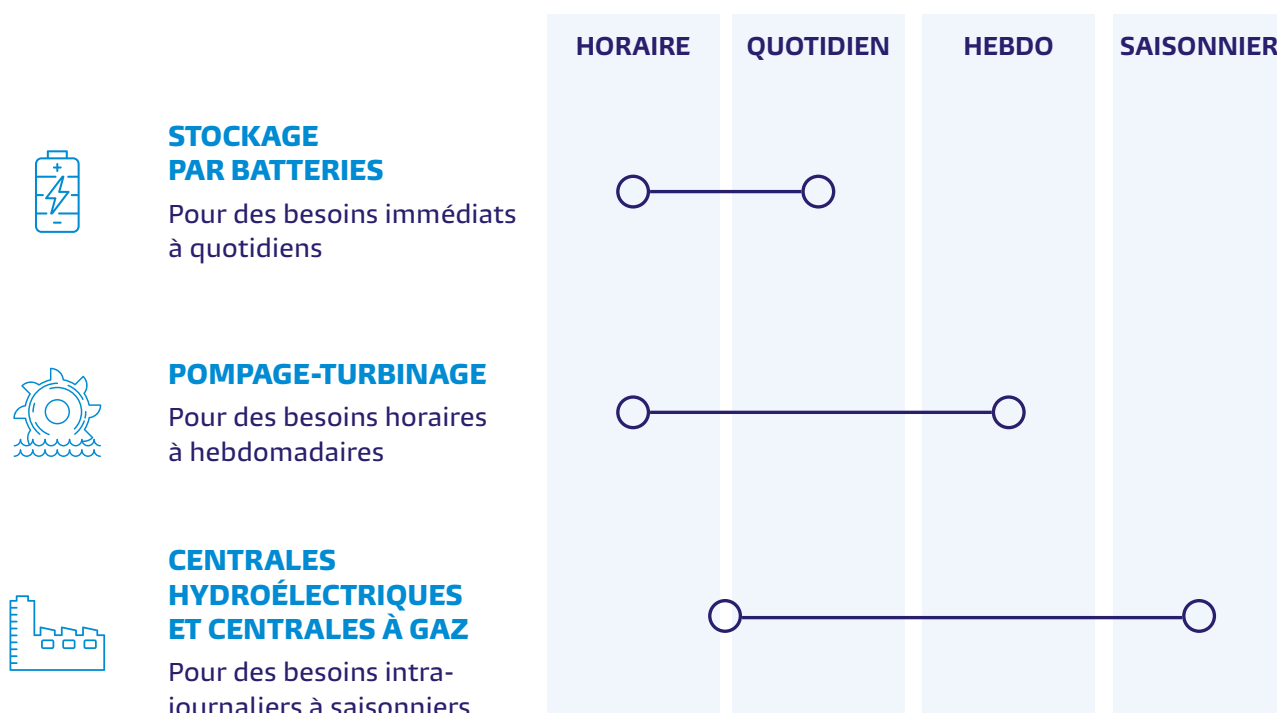 HORAIRE QUOTIDIEN HEBDO SAISONNIER
STOCKAGE
PAR BATTERIES
Pour des besoins immédiats
à quotidiens
POMPAGE-TURBINAGE
Pour des besoins horaires
à hebdomadaires
CENTRALES
HYDROÉLECTRIQUES
ET CENTRALES À GAZ
Pour des besoins intra-
journaliers à saisonniers